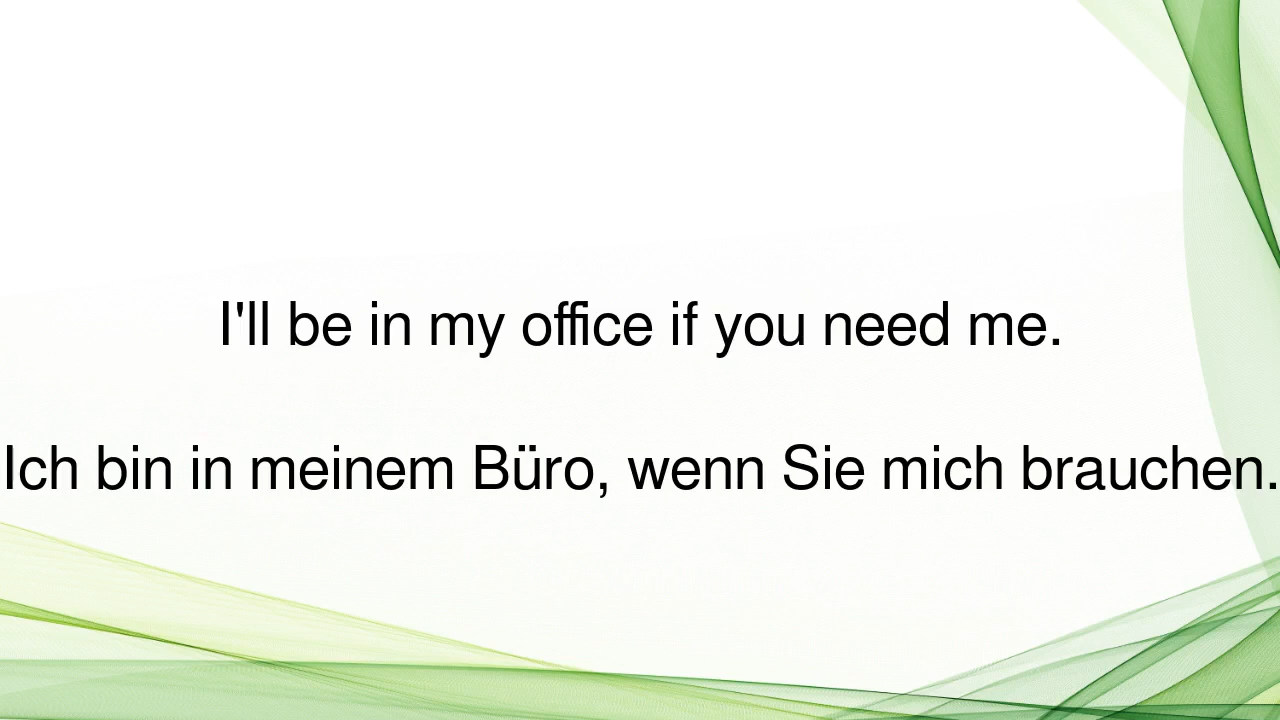 I'll be in my office if you need me.
Ich bin in meinem Büro, wenn Sie mich brauchen.